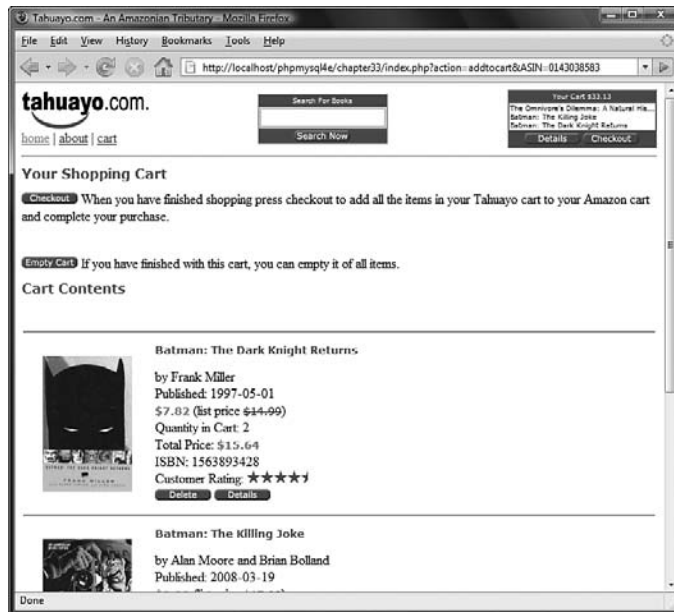 Tahuayo.com - An Amazonian Tributary - Mozilla Firefox
File Edit View History Bookmarks Tools Help
http://localhost/phpmysql4e/chapter33/index.php?action=addtocart&ASIN=0143038583
tahuayo.com.
home | about | cart
Search For Books
Search Now
Your Cart $33.13
The Omnivore's Dilemma: A Natural His...
Batman: The Killing Joke
Batman: The Dark Knight Returns
Details Checkout
Your Shopping Cart
Checkout When you have finished shopping press checkout to add all the items in your Tahuayo cart to your Amazon cart
and complete your purchase.
Empty Cart If you have finished with this cart, you can empty it of all items.
Cart Contents
Batman: The Dark Knight Returns
by Frank Miller
Published: 1997-05-01
$7.82 (list price $14.99)
Quantity in Cart: 2
Total Price: $15.64
ISBN: 1563893428
Customer Rating:
Delete Details
BATMAN: THE DARK KNIGHT RETURNS
FRANK MILLER
Batman: The Killing Joke
by Alan Moore and Brian Bolland
Published: 2008-03-19
Done